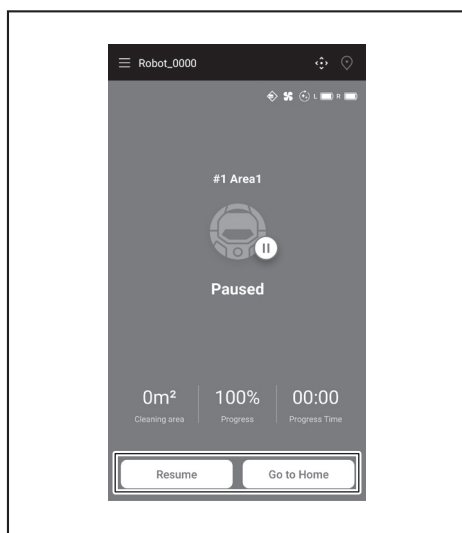 Robot_0000
L R
#1 Area1
Paused
0m² 100% 00:00
Cleaning area Progress Progress Time
Resume Go to Home